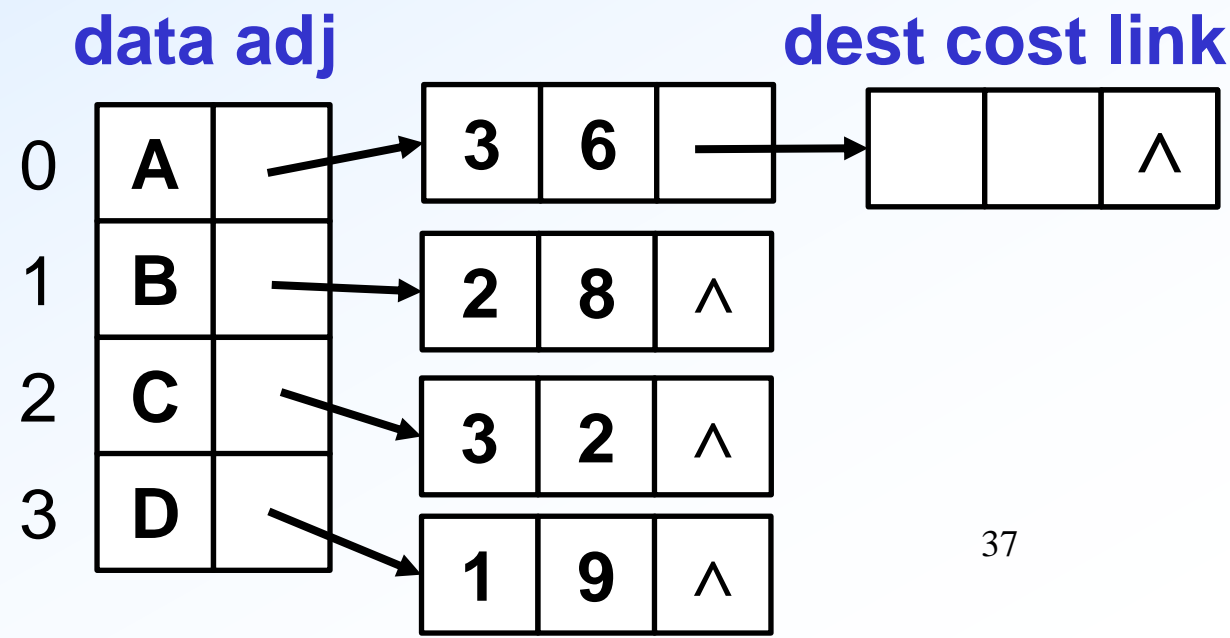 data adj dest cost link
0 A 3 6 ∧
1 B 2 8 ∧
2 C 3 2 ∧
3 D 1 9 ∧
37